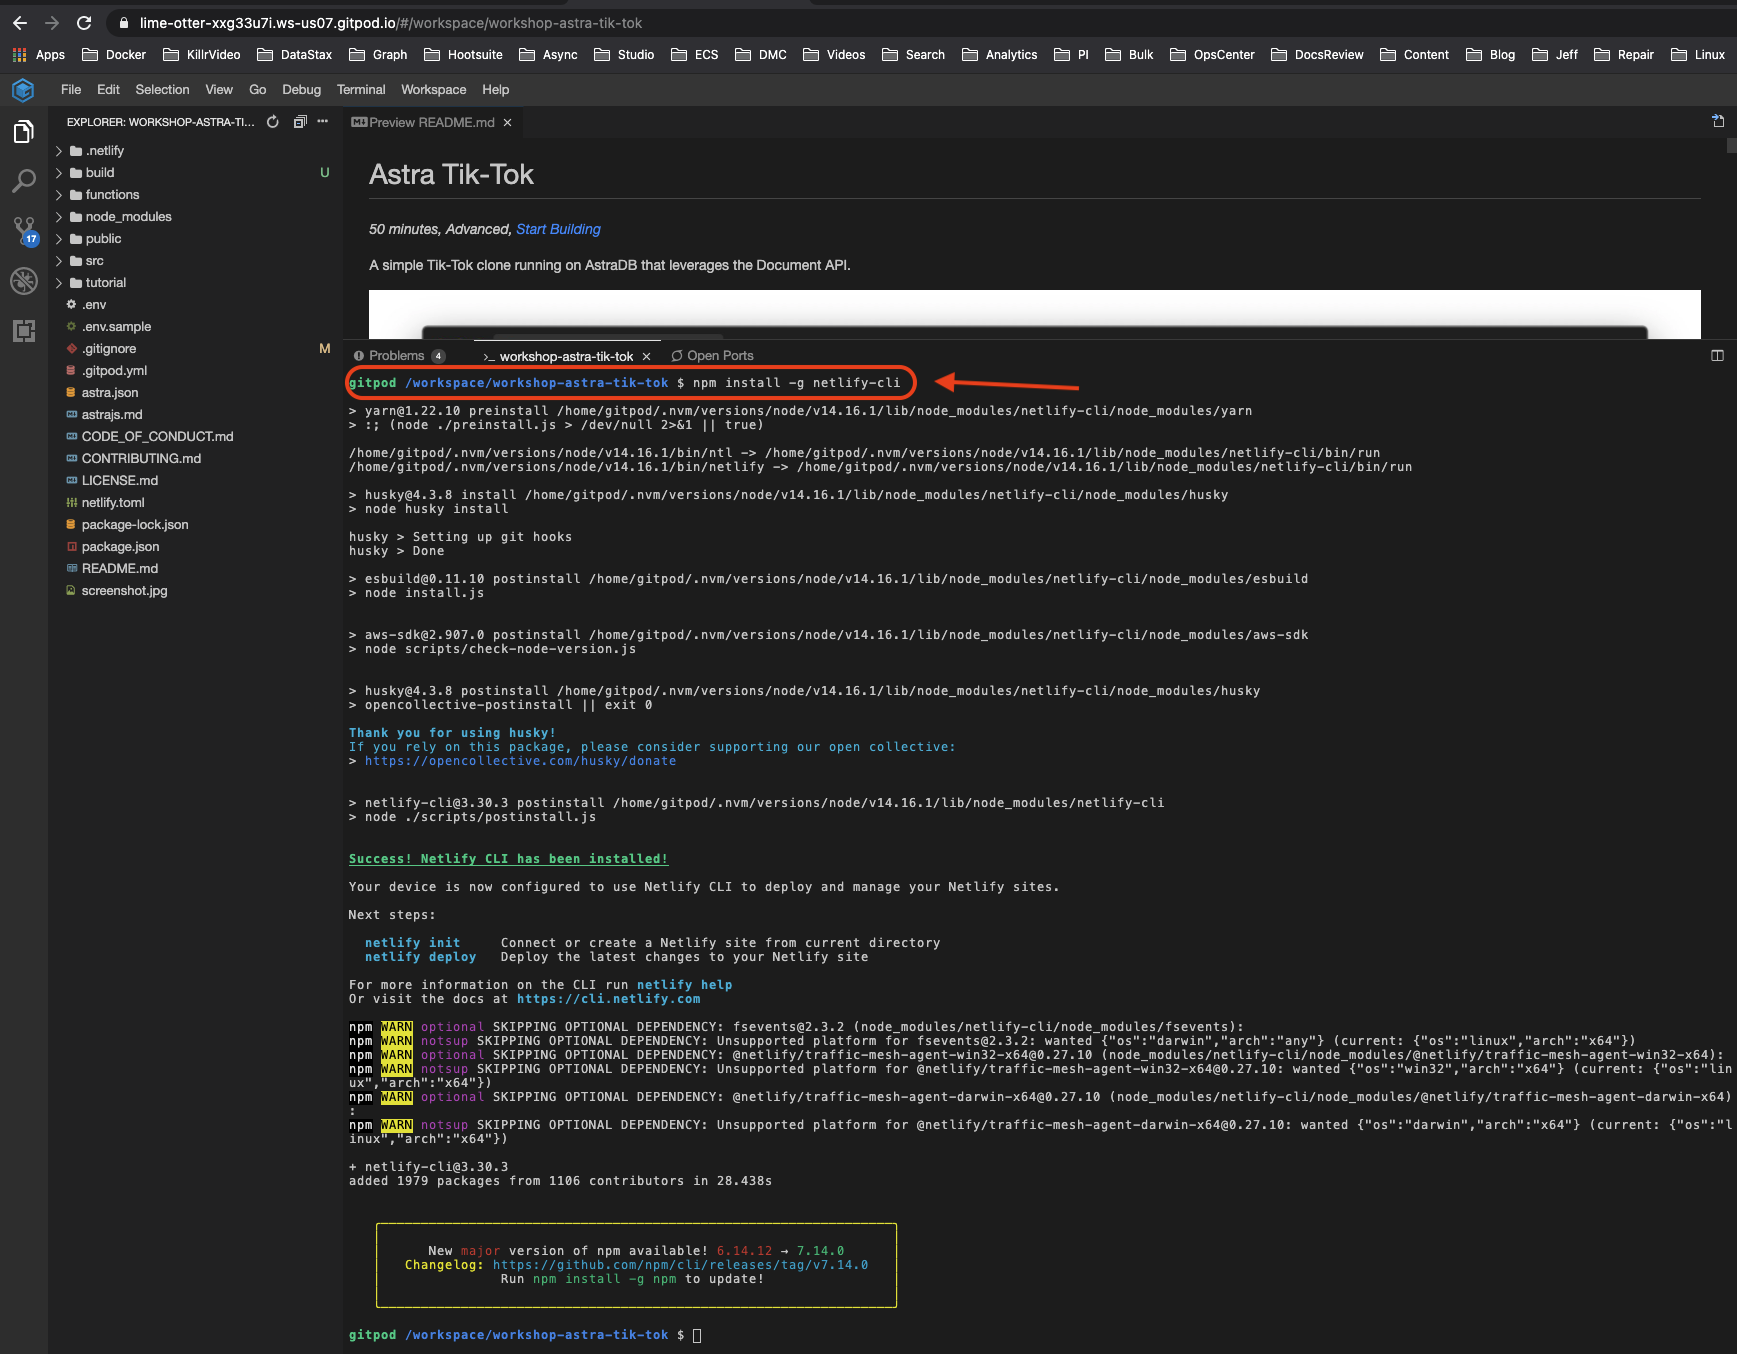 lime-otter-xxg33u7i.ws-us07.gitpod.io/#/workspace/workshop-astra-tik-tok
Apps Docker KillrVideo DataStax Graph Hootsuite Async Studio ECS DMC Videos Search Analytics PI Bulk OpsCenter DocsReview Content Blog Jeff Repair Linux
File Edit Selection View Go Debug Terminal Workspace Help
EXPLORER: WORKSHOP-ASTRA-TI...
.netlify
build U
functions
node_modules
public
src
tutorial
.env
.env.sample
.gitignore M
.gitpod.yml
astra.json
astrajs.md
CODE_OF_CONDUCT.md
CONTRIBUTING.md
LICENSE.md
netlify.toml
package-lock.json
package.json
README.md
screenshot.jpg
17
Preview README.md
Astra Tik-Tok
50 minutes, Advanced, Start Building
A simple Tik-Tok clone running on AstraDB that leverages the Document API.
Problems 4 >_ workshop-astra-tik-tok Open Ports
gitpod /workspace/workshop-astra-tik-tok $ npm install -g netlify-cli
> yarn@1.22.10 preinstall /home/gitpod/.nvm/versions/node/v14.16.1/lib/node_modules/netlify-cli/node_modules/yarn
> :; (node ./preinstall.js > /dev/null 2>&1 || true)
/home/gitpod/.nvm/versions/node/v14.16.1/bin/ntl -> /home/gitpod/.nvm/versions/node/v14.16.1/lib/node_modules/netlify-cli/bin/run
/home/gitpod/.nvm/versions/node/v14.16.1/bin/netlify -> /home/gitpod/.nvm/versions/node/v14.16.1/lib/node_modules/netlify-cli/bin/run
> husky@4.3.8 install /home/gitpod/.nvm/versions/node/v14.16.1/lib/node_modules/netlify-cli/node_modules/husky
> node husky install
husky > Setting up git hooks
husky > Done
> esbuild@0.11.10 postinstall /home/gitpod/.nvm/versions/node/v14.16.1/lib/node_modules/netlify-cli/node_modules/esbuild
> node install.js
> aws-sdk@2.907.0 postinstall /home/gitpod/.nvm/versions/node/v14.16.1/lib/node_modules/netlify-cli/node_modules/aws-sdk
> node scripts/check-node-version.js
> husky@4.3.8 postinstall /home/gitpod/.nvm/versions/node/v14.16.1/lib/node_modules/netlify-cli/node_modules/husky
> opencollective-postinstall || exit 0
Thank you for using husky!
If you rely on this package, please consider supporting our open collective:
> https://opencollective.com/husky/donate
> netlify-cli@3.30.3 postinstall /home/gitpod/.nvm/versions/node/v14.16.1/lib/node_modules/netlify-cli
> node ./scripts/postinstall.js
Success! Netlify CLI has been installed!
Your device is now configured to use Netlify CLI to deploy and manage your Netlify sites.
Next steps:
netlify init Connect or create a Netlify site from current directory
netlify deploy Deploy the latest changes to your Netlify site
For more information on the CLI run netlify help
Or visit the docs at https://cli.netlify.com
npm WARN optional SKIPPING OPTIONAL DEPENDENCY: fsevents@2.3.2 (node_modules/netlify-cli/node_modules/fsevents):
npm WARN notsup SKIPPING OPTIONAL DEPENDENCY: Unsupported platform for fsevents@2.3.2: wanted {"os":"darwin","arch":"any"} (current: {"os":"linux","arch":"x64"})
npm WARN optional SKIPPING OPTIONAL DEPENDENCY: @netlify/traffic-mesh-agent-win32-x64@0.27.10 (node_modules/netlify-cli/node_modules/@netlify/traffic-mesh-agent-win32-x64):
npm WARN notsup SKIPPING OPTIONAL DEPENDENCY: Unsupported platform for @netlify/traffic-mesh-agent-win32-x64@0.27.10: wanted {"os":"win32","arch":"x64"} (current: {"os":"lin
ux","arch":"x64"})
npm WARN optional SKIPPING OPTIONAL DEPENDENCY: @netlify/traffic-mesh-agent-darwin-x64@0.27.10 (node_modules/netlify-cli/node_modules/@netlify/traffic-mesh-agent-darwin-x64)
:
npm WARN notsup SKIPPING OPTIONAL DEPENDENCY: Unsupported platform for @netlify/traffic-mesh-agent-darwin-x64@0.27.10: wanted {"os":"darwin","arch":"x64"} (current: {"os":"l
inux","arch":"x64"})
+ netlify-cli@3.30.3
added 1979 packages from 1106 contributors in 28.438s
New major version of npm available! 6.14.12 → 7.14.0
Changelog: https://github.com/npm/cli/releases/tag/v7.14.0
Run npm install -g npm to update!
gitpod /workspace/workshop-astra-tik-tok $